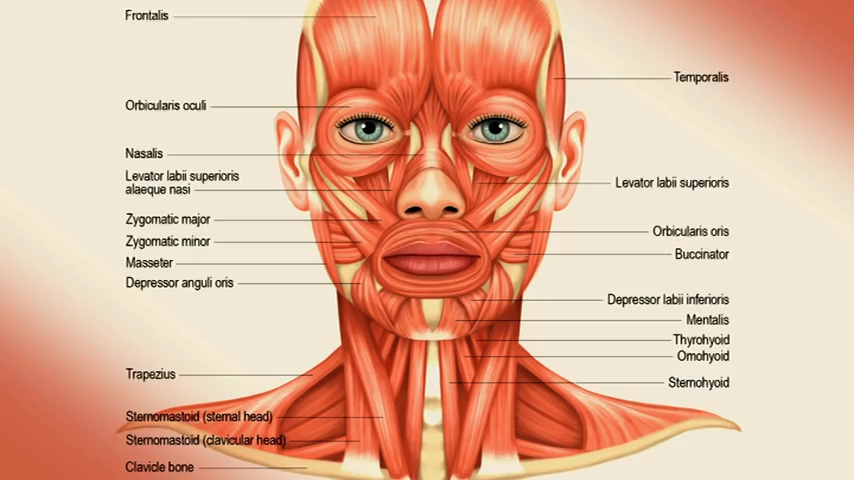 Frontalis
Orbicularis oculi
Nasalis
Levator labii superioris
alaeque nasi
Zygomatic major
Zygomatic minor
Masseter
Depressor anguli oris
Trapezius
Sternomastoid (sternal head)
Sternomastoid (clavicular head)
Clavicle bone
Temporalis
Levator labii superioris
Orbicularis oris
Buccinator
Depressor labii inferioris
Mentalis
Thyrohyoid
Omohyoid
Sternohyoid